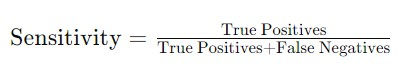 Sensitivity = True Positives / True Positives+False Negatives